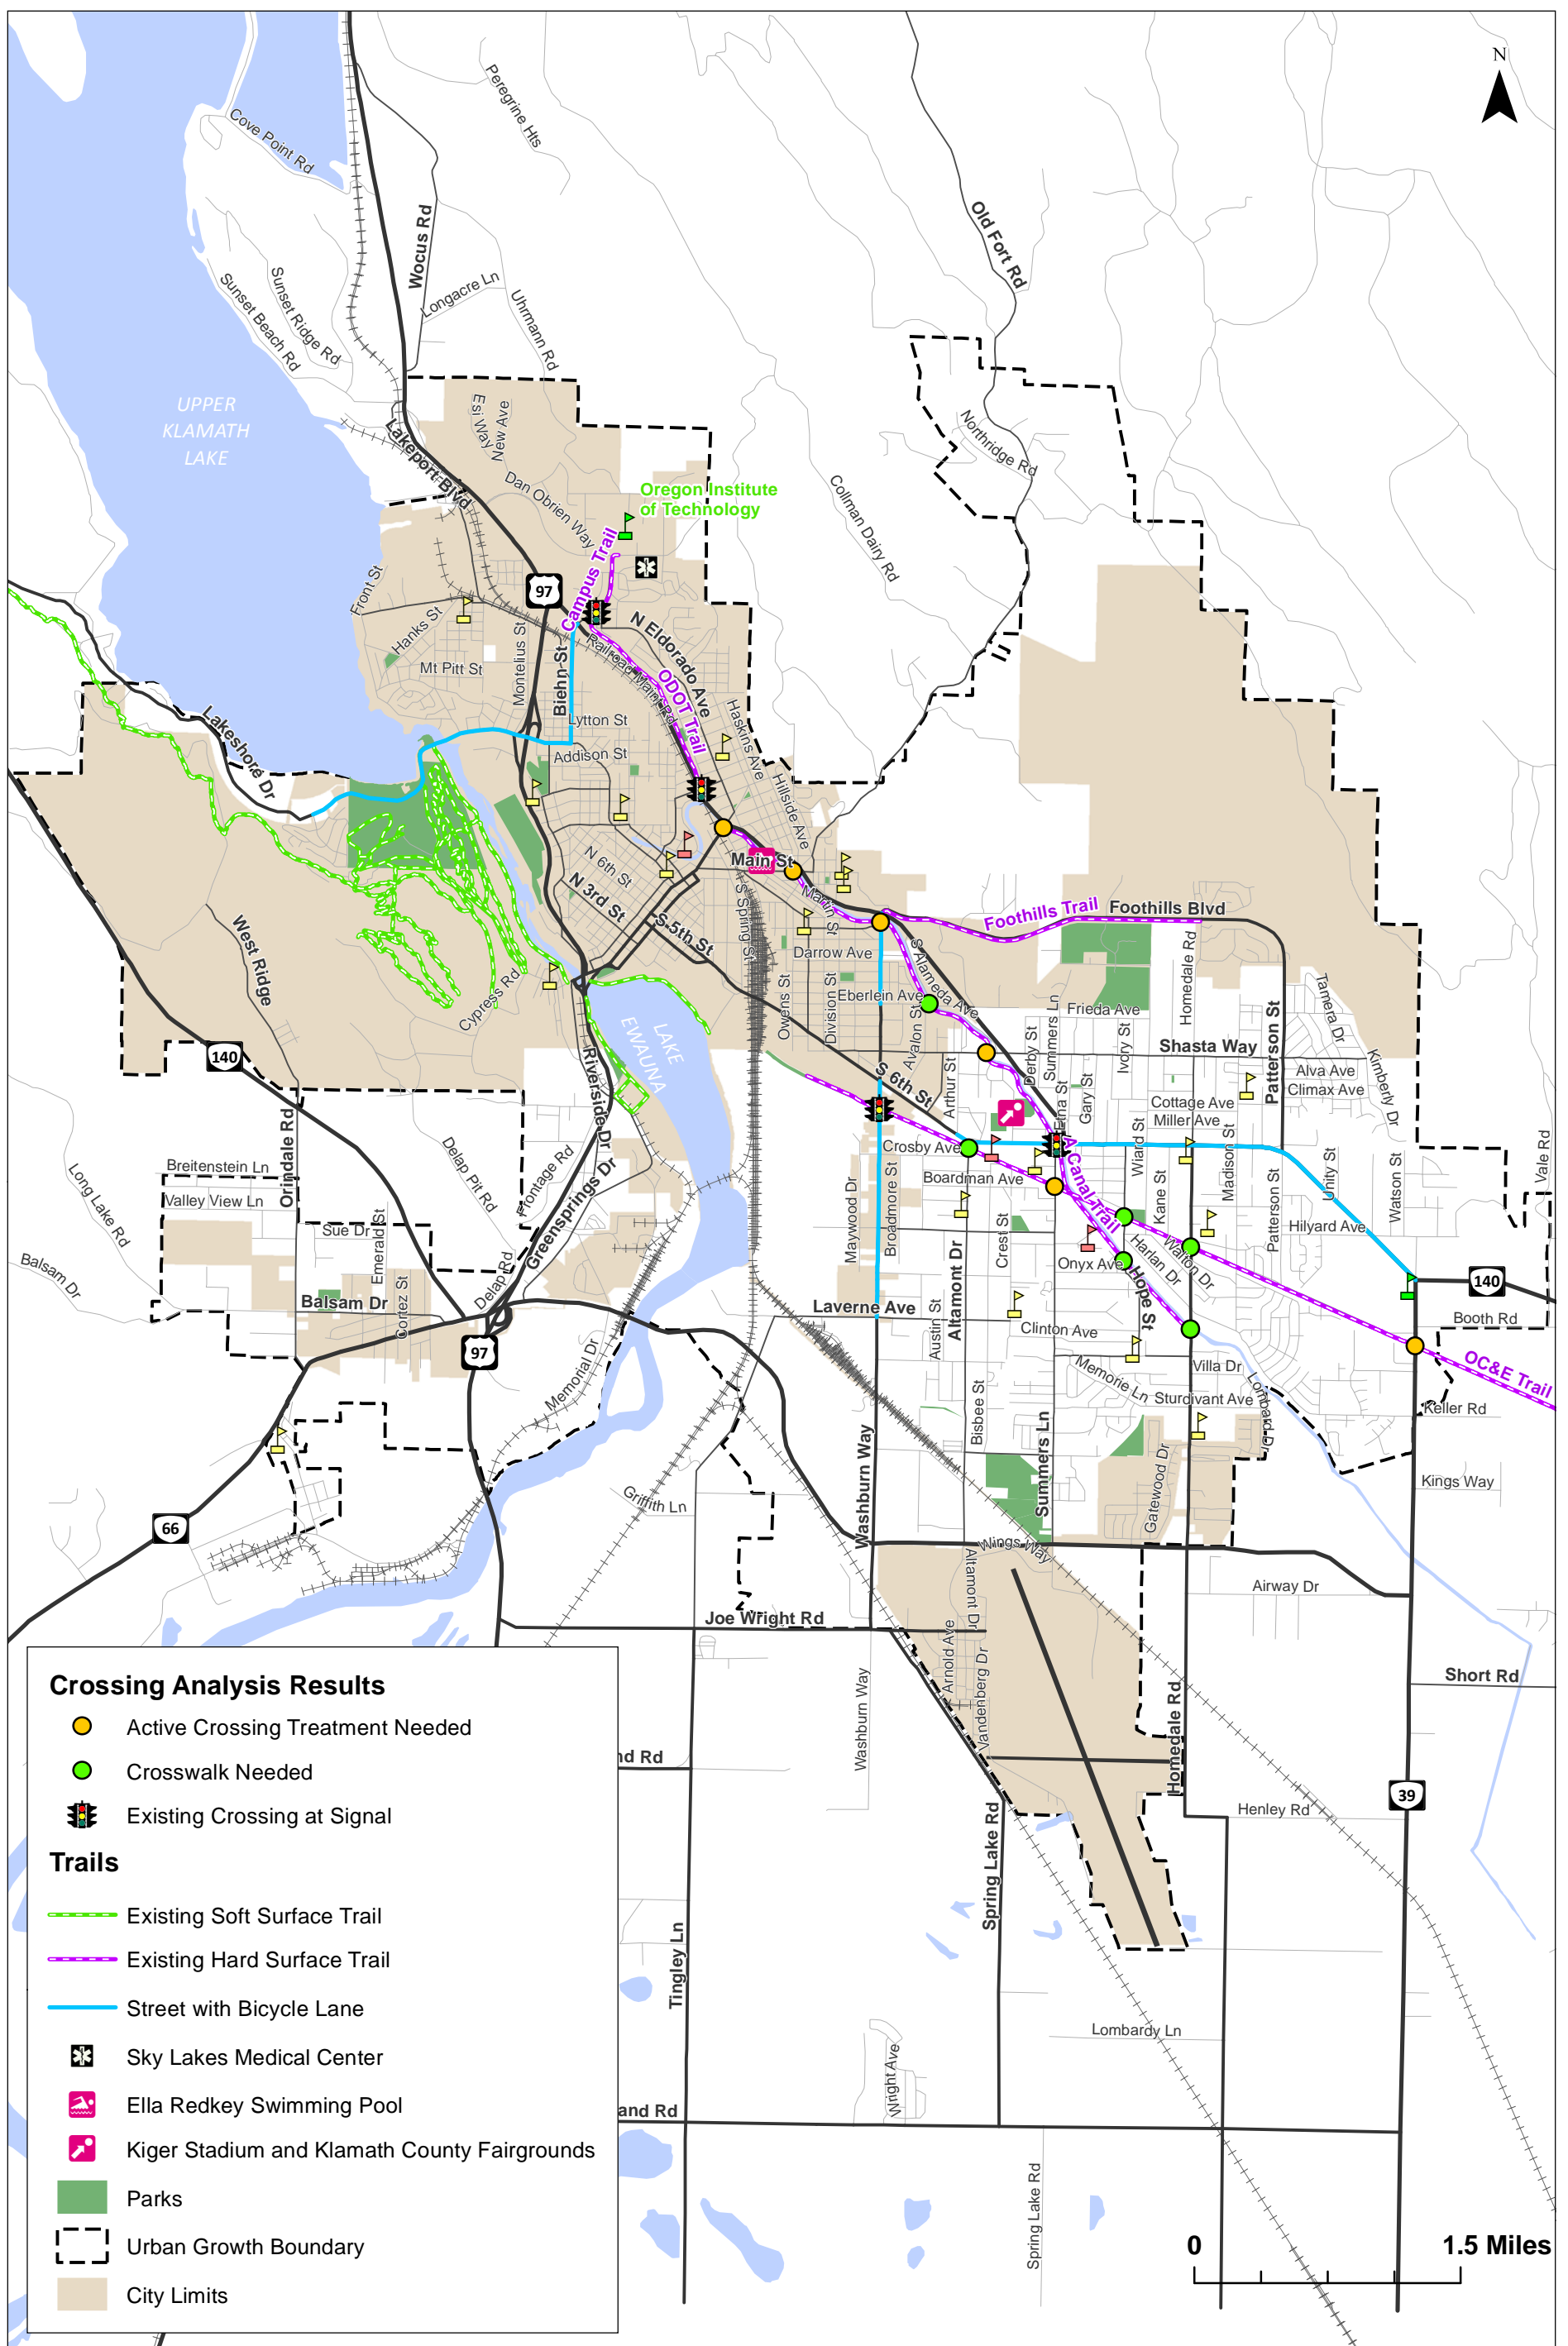 N
Peregrine Hts
Cove Point Rd
Wocus Rd
Old Fort Rd
Longacre Ln
Sunset Ridge Rd
Sunset Beach Rd
Uhrmann Rd
UPPER
KLAMATH
LAKE
Esi Way
New Ave
Lakeport Blvd
Northridge Rd
Dan Obrien Way
Oregon Institute
of Technology
Collman Dairy Rd
Campus Trail
97
Front St
Hanks St
Mt Pitt St
Montelius St
Biehn St
N Eldorado Ave
Railroad Maint Rd
ODOT Trail
Lakeshore Dr
Lytton St
Addison St
Haskins Ave
Hillside Ave
N 6th St
Main St
N 3rd St
Martin St
Foothills Trail
Foothills Blvd
S 5th St
S Spring St
West Ridge
Darrow Ave
S Alameda Ave
Homedale Rd
Cypress Rd
Owens St
Division St
Eberlein Ave
Avalon St
Frieda Ave
Tamera Dr
LAKE
EWAUNA
140
Riverside Dr
S 6th St
Arthur St
Derby St
Summers Ln
Ivory St
Shasta Way
Patterson St
Kimberly Dr
Alva Ave
Climax Ave
Etna St
Gary St
Cottage Ave
Miller Ave
Orindale Rd
Delap Pit Rd
Frontage Rd
Crosby Ave
A Canal Trail
Wiard St
Madison St
Vale Rd
Breitenstein Ln
Valley View Ln
Long Lake Rd
Boardman Ave
Kane St
Patterson St
Unity St
Watson St
Maywood Dr
Broadmore St
Sue Dr
Emerald St
Greensprings Dr
Crest St
Hilyard Ave
Balsam Dr
Onyx Ave
Harlan Dr
Walton Dr
140
Balsam Dr
Cortez St
Delap Rd
Altamont Dr
Hope St
Laverne Ave
Booth Rd
97
Memorial Dr
Austin St
Clinton Ave
Villa Dr
OC&E Trail
Memorie Ln
Sturdivant Ave
Lombard Dr
Keller Rd
Bisbee St
Washburn Way
Summers Ln
Gatewood Dr
Kings Way
Griffith Ln
66
Wings Way
Altamont Dr
Airway Dr
Joe Wright Rd
Arnold Ave
Vandenberg Dr
Washburn Way
Short Rd
Homedale Rd
nd Rd
39
Henley Rd
Spring Lake Rd
Tingley Ln
Lombardy Ln
Wright Ave
and Rd
Spring Lake Rd
0
1.5 Miles
Crossing Analysis Results
Active Crossing Treatment Needed
Crosswalk Needed
Existing Crossing at Signal
Trails
Existing Soft Surface Trail
Existing Hard Surface Trail
Street with Bicycle Lane
Sky Lakes Medical Center
Ella Redkey Swimming Pool
Kiger Stadium and Klamath County Fairgrounds
Parks
Urban Growth Boundary
City Limits